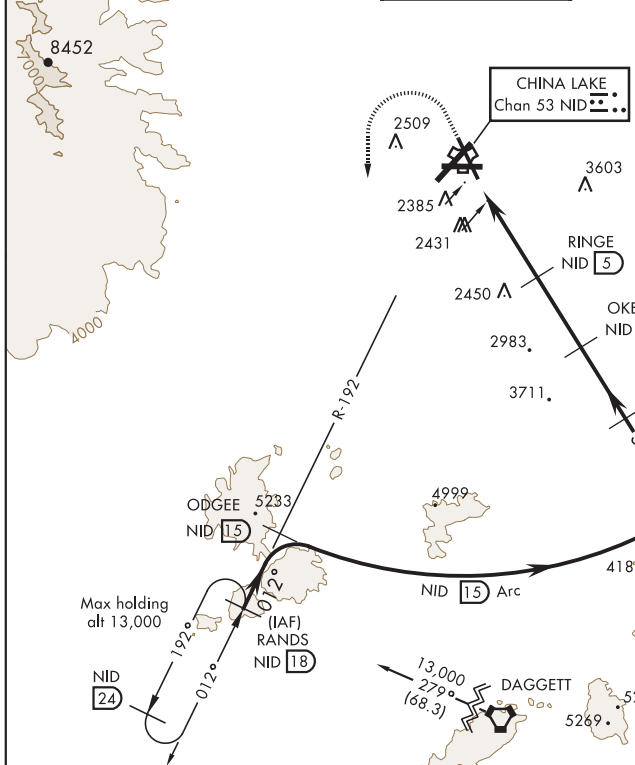 8452
CHINA LAKE
Chan 53 NID
2509
3603
2385
2431
RINGE
NID 5
2450
OKE
NID
2983
4000
3711
R-192
ODGEE
5233
NID 15
4999
012°
NID 15 Arc
418
Max holding
alt 13,000
192°
012°
(IAF)
RANDS
NID 18
NID
24
13,000
279°
(68.3)
DAGGETT
5269